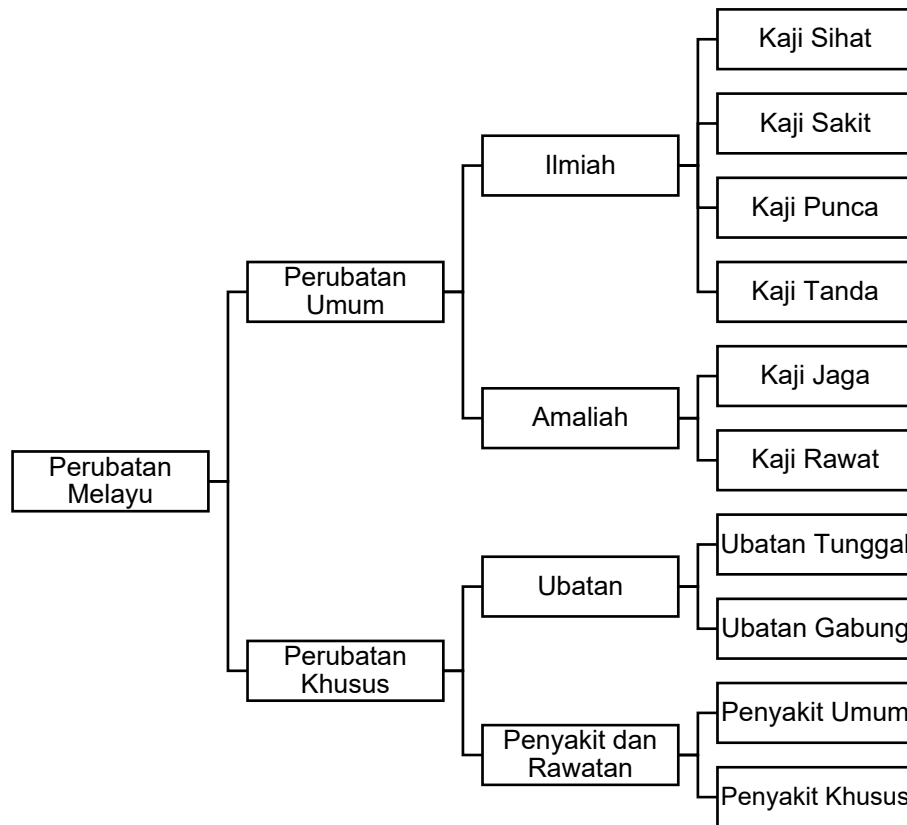 Kaji Sihat
Kaji Sakit
Ilmiah
Kaji Punca
Perubatan
Umum
Kaji Tanda
Kaji Jaga
Amaliah
Kaji Rawat
Perubatan
Melayu
Ubatan Tunggal
Ubatan
Ubatan Gabung
Perubatan
Khusus
Penyakit Umum
Penyakit dan
Rawatan
Penyakit Khusus